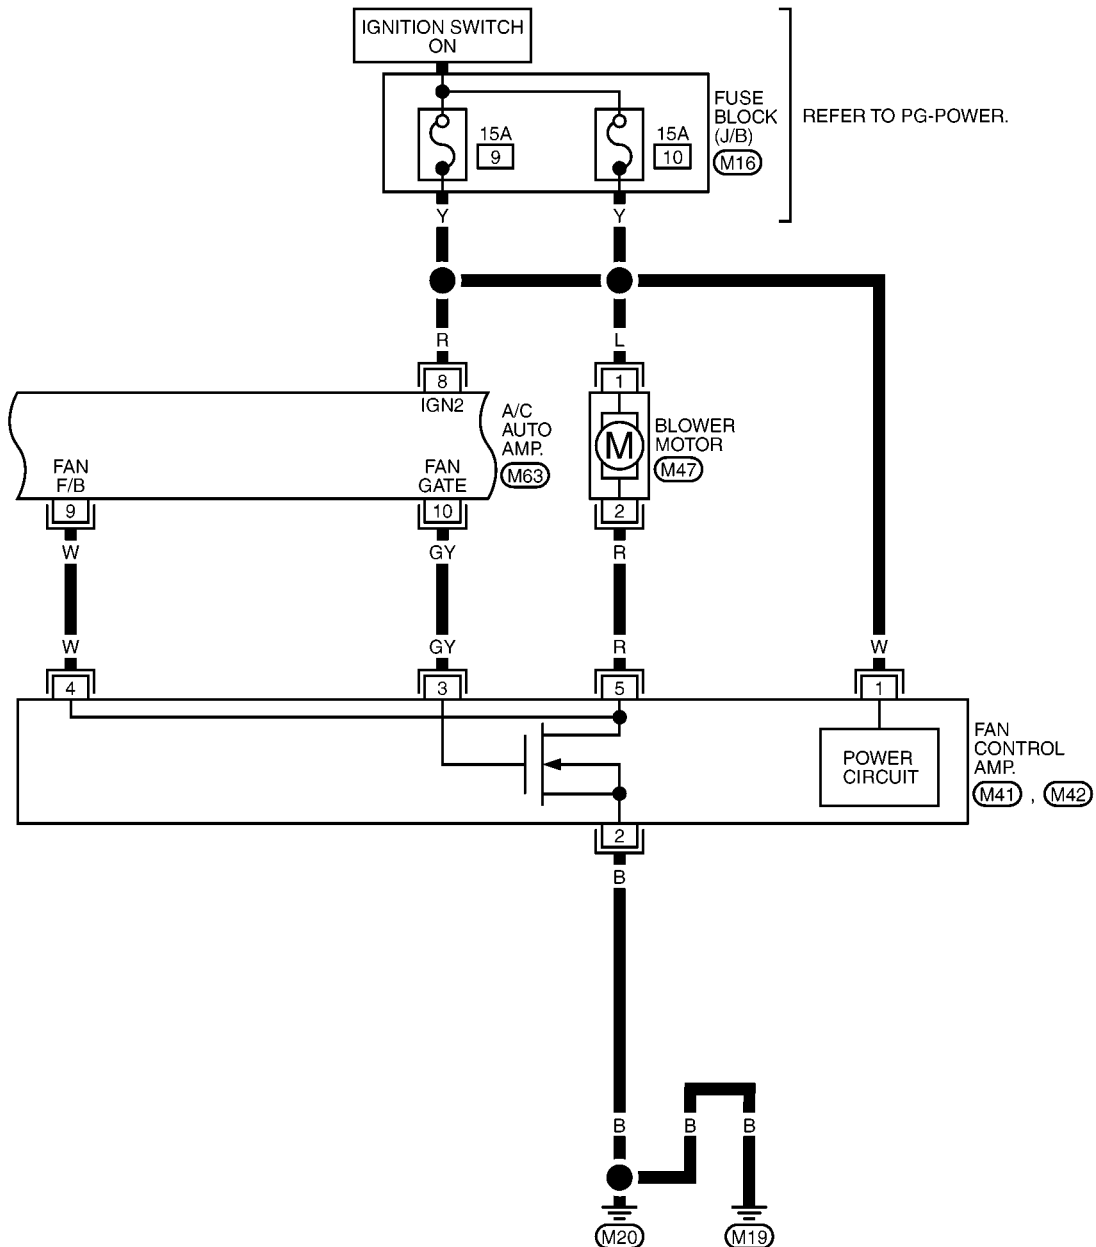 IGNITION SWITCH
ON
FUSE
BLOCK
(J/B)
M16
REFER TO PG-POWER.
15A
9
15A
10
Y
Y
R
L
8
1
IGN2
A/C
AUTO
AMP.
M63
BLOWER
MOTOR
M47
M
FAN
F/B
FAN
GATE
9
10
2
W
GY
R
W
GY
R
W
4
3
5
1
POWER
CIRCUIT
FAN
CONTROL
AMP.
M41 , M42
2
B
B
B
B
M20
M19